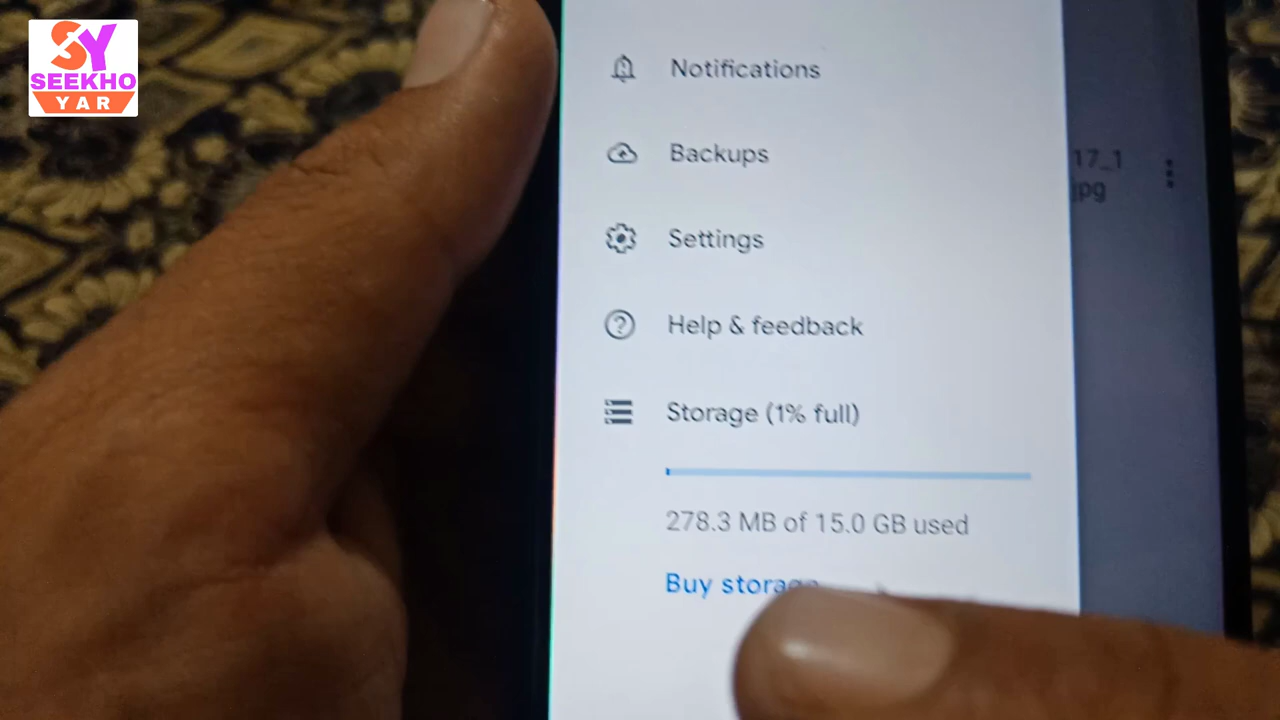 SY
SEEKHO
YAR
Notifications
Backups
Settings
Help & feedback
Storage (1% full)
278.3 MB of 15.0 GB used
Buy storage
17_1
jpg